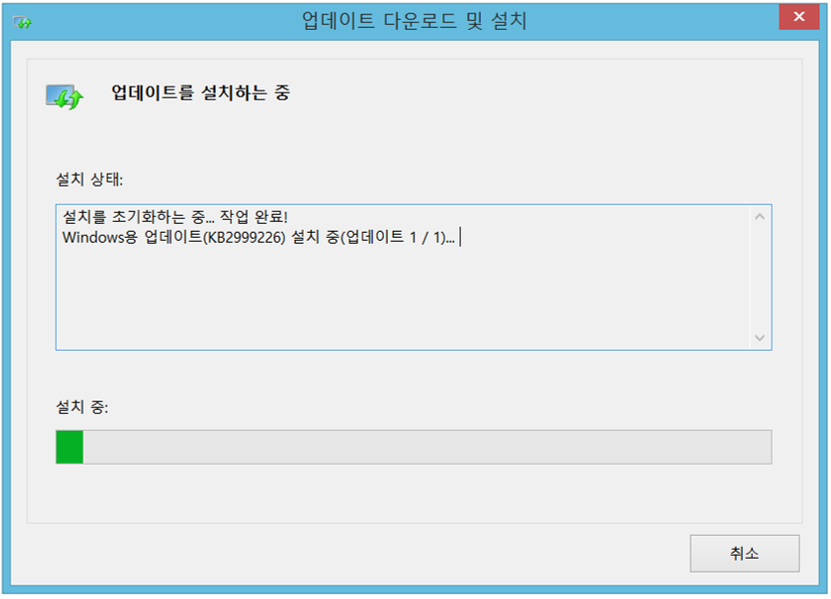 업데이트 다운로드 및 설치
업데이트를 설치하는 중
설치 상태:
설치를 초기화하는 중... 작업 완료!
Windows용 업데이트(KB2999226) 설치 중(업데이트 1 / 1)...
설치 중:
취소